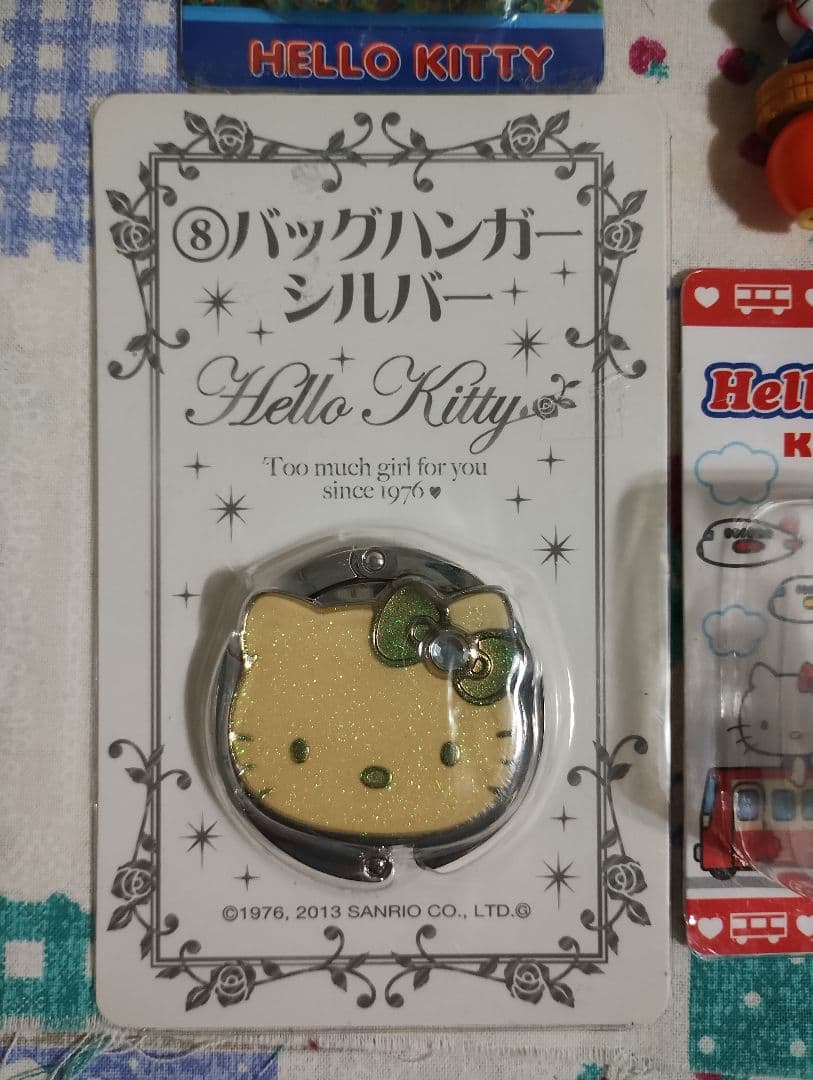 HELLO KITTY
⑧バッグハンガー
シルバー
Hello Kitty
Too much girl for you
since 1976♥
©1976, 2013 SANRIO CO., LTD.Ⓖ
Hell
K